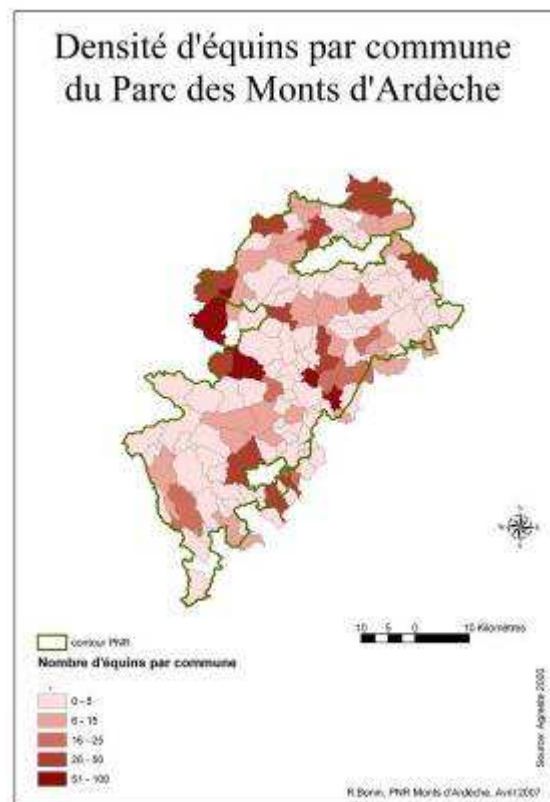 Densité d'équins par commune
du Parc des Monts d'Ardèche
10 5 0 10 Kilomètres
contour PNR
Nombre d'équins par commune
0 - 5
6 - 15
16 - 25
26 - 50
51 - 100
Source: Agreste 2000
R.Bonin, PNR Monts d'Ardèche, Avril 2007